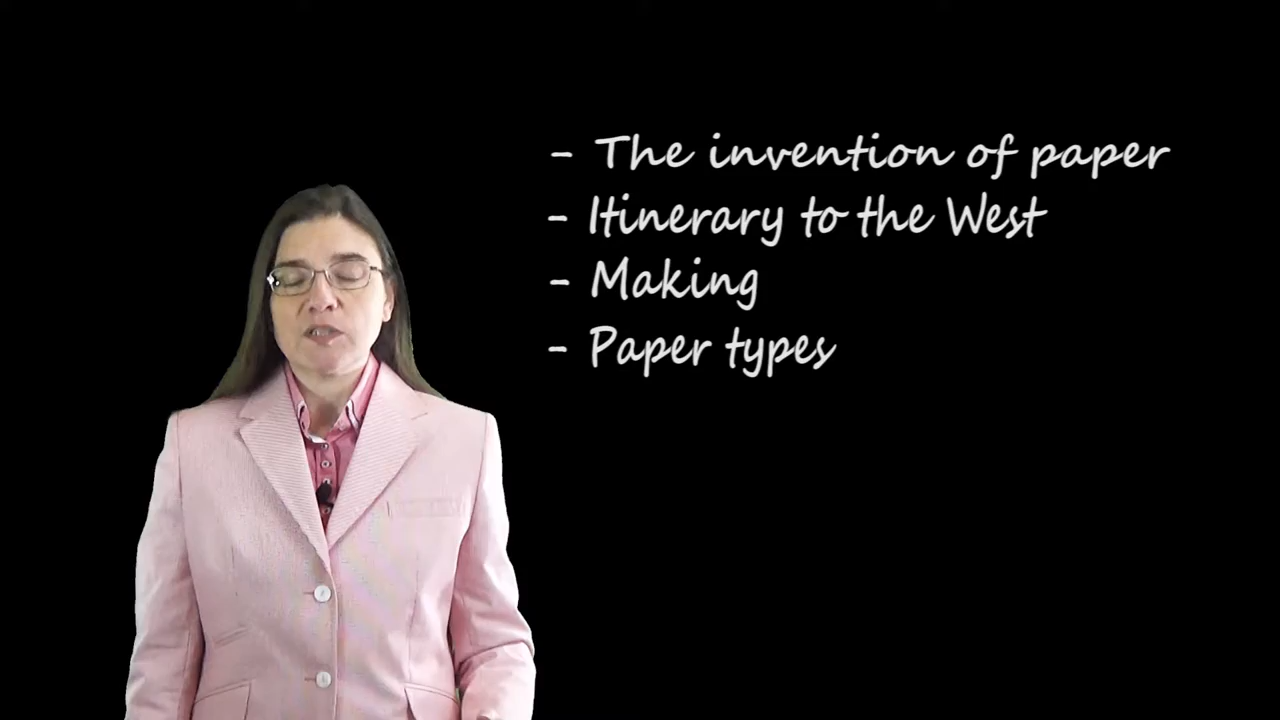 - The invention of paper
- Itinerary to the West
- Making
- Paper types